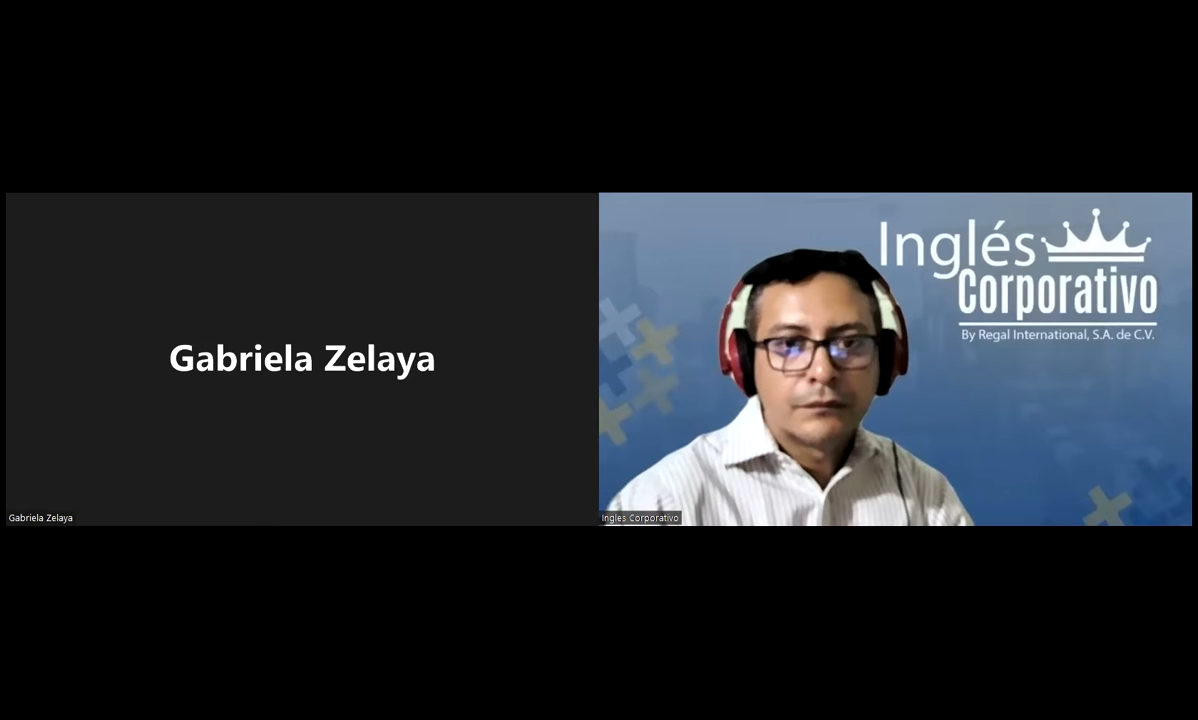 Gabriela Zelaya
Gabriela Zelaya
Inglés
Corporativo
By Regal International, S.A. de C.V.
Ingles Corporativo